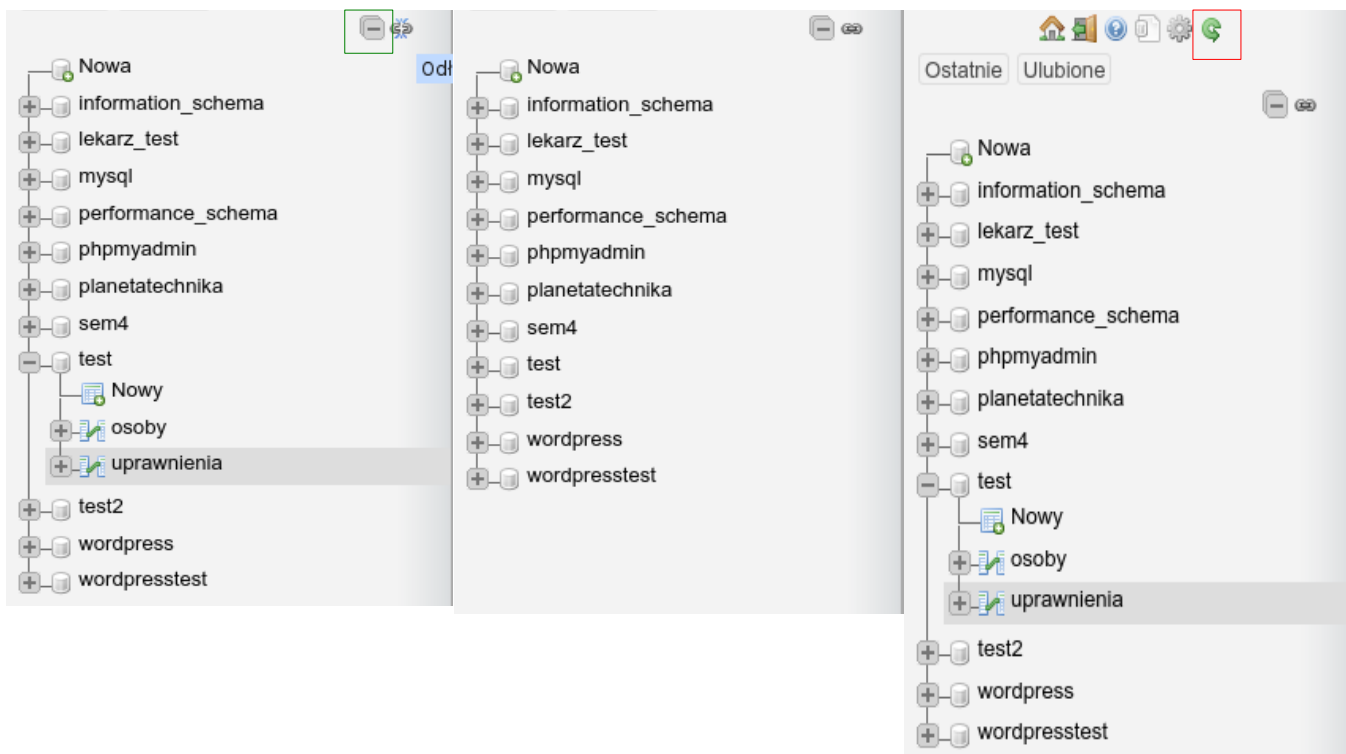 Nowa
Odł
information_schema
lekarz_test
mysql
performance_schema
phpmyadmin
planetatechnika
sem4
test
Nowy
osoby
uprawnienia
test2
wordpress
wordpresstest
Nowa
information_schema
lekarz_test
mysql
performance_schema
phpmyadmin
planetatechnika
sem4
test
test2
wordpress
wordpresstest
Ostatnie Ulubione
Nowa
information_schema
lekarz_test
mysql
performance_schema
phpmyadmin
planetatechnika
sem4
test
Nowy
osoby
uprawnienia
test2
wordpress
wordpresstest